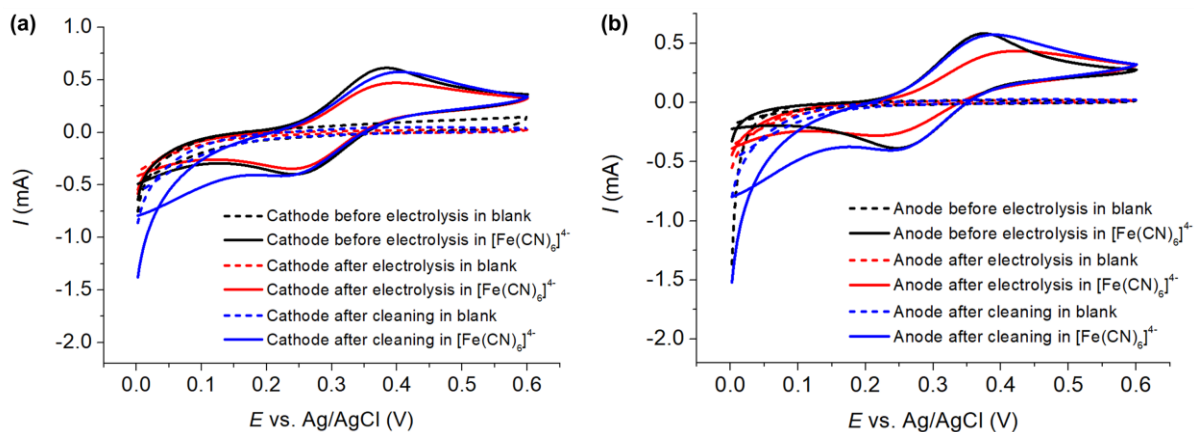 (a)
1.0
0.5
0.0
-0.5
-1.0
-1.5
-2.0
I (mA)
Cathode before electrolysis in blank
Cathode before electrolysis in [Fe(CN)₆]⁴⁻
Cathode after electrolysis in blank
Cathode after electrolysis in [Fe(CN)₆]⁴⁻
Cathode after cleaning in blank
Cathode after cleaning in [Fe(CN)₆]⁴⁻
0.0 0.1 0.2 0.3 0.4 0.5 0.6
E vs. Ag/AgCl (V)
(b)
0.5
0.0
-0.5
-1.0
-1.5
-2.0
I (mA)
Anode before electrolysis in blank
Anode before electrolysis in [Fe(CN)₆]⁴⁻
Anode after electrolysis in blank
Anode after electrolysis in [Fe(CN)₆]⁴⁻
Anode after cleaning in blank
Anode after cleaning in [Fe(CN)₆]⁴⁻
0.0 0.1 0.2 0.3 0.4 0.5 0.6
E vs. Ag/AgCl (V)